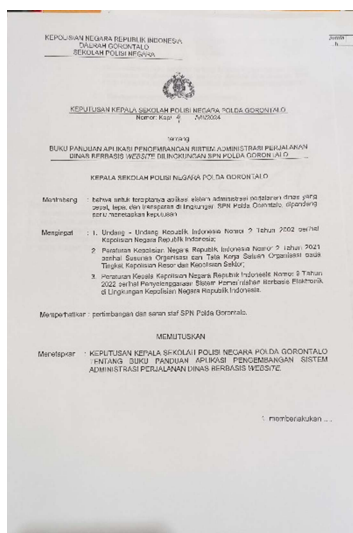 KEPOLISIAN NEGARA REPUBLIK INDONESIA
DAERAH GORONTALO
SEKOLAH POLISI NEGARA
KEPUTUSAN KEPALA SEKOLAH POLISI NEGARA POLDA GORONTALO
Nomor: Kep/
tentang
BUKU PANDUAN APLIKASI PENGEMBANGAN SISTEM ADMINISTRASI PERJALANAN
DINAS BERBASIS WEBSITE DILINGKUNGAN SPN POLDA GORONTALO
KEPALA SEKOLAH POLISI NEGARA POLDA GORONTALO
Menimbang : bahwa untuk terciptanya aplikasi sistem administrasi perjalanan dinas yang
cepat, tepat dan transparan di lingkungan SPN Polda Gorontalo, dipandang
perlu menetapkan keputusan
Mengingat : 1. Undang - Undang Republik Indonesia Nomor 2 Tahun 2002 perihal
Kepolisian Negara Republik Indonesia;
2. Peraturan Kepolisian Negara Republik Indonesia Nomor 2 Tahun 2021
perihal Susunan Organisasi dan Tata Kerja Satuan Organisasi pada
Tingkat Kepolisian Resor dan Kepolisian Sektor;
3. Peraturan Kepala Kepolisian Negara Republik Indonesia Nomor 9 Tahun
2022 perihal Penyelenggaraan Sistem Pemerintahan Berbasis Elektronik
di Lingkungan Kepolisian Negara Republik Indonesia.
Memperhatikan : pertimbangan dan saran staf SPN Polda Gorontalo.
MEMUTUSKAN
Menetapkan : KEPUTUSAN KEPALA SEKOLAH POLISI NEGARA POLDA GORONTALO
TENTANG BUKU PANDUAN APLIKASI PENGEMBANGAN SISTEM
ADMINISTRASI PERJALANAN DINAS BERBASIS WEBSITE.
1. memberlakukan ....